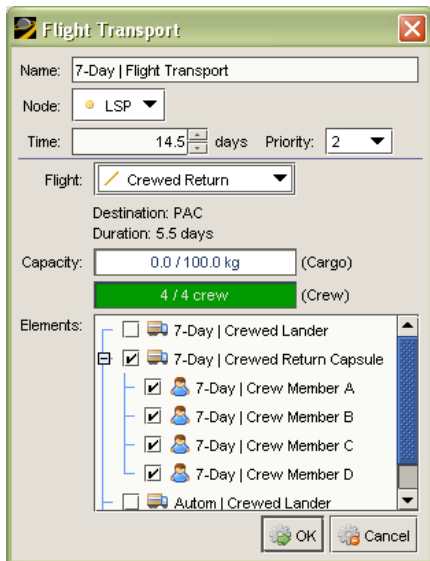 Flight Transport
Name: 7-Day | Flight Transport
Node: LSP
Time: 14.5 days Priority: 2
Flight: Crewed Return
Destination: PAC
Duration: 5.5 days
Capacity: 0.0 / 100.0 kg (Cargo)
4 / 4 crew (Crew)
Elements: 7-Day | Crewed Lander
7-Day | Crewed Return Capsule
7-Day | Crew Member A
7-Day | Crew Member B
7-Day | Crew Member C
7-Day | Crew Member D
Autom | Crewed Lander
OK Cancel